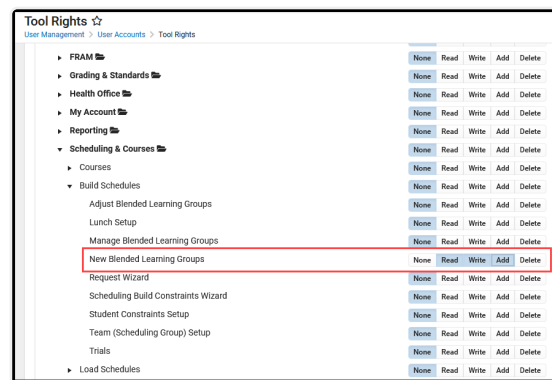 Tool Rights
User Management > User Accounts > Tool Rights
FRAM None Read Write Add Delete
Grading & Standards None Read Write Add Delete
Health Office None Read Write Add Delete
My Account None Read Write Add Delete
Reporting None Read Write Add Delete
Scheduling & Courses None Read Write Add Delete
Courses None Read Write Add Delete
Build Schedules None Read Write Add Delete
Adjust Blended Learning Groups None Read Write Add Delete
Lunch Setup None Read Write Add Delete
Manage Blended Learning Groups None Read Write Add Delete
New Blended Learning Groups None Read Write Add Delete
Request Wizard None Read Write Add Delete
Scheduling Build Constraints Wizard None Read Write Add Delete
Student Constraints Setup None Read Write Add Delete
Team (Scheduling Group) Setup None Read Write Add Delete
Trials None Read Write Add Delete
Load Schedules None Read Write Add Delete